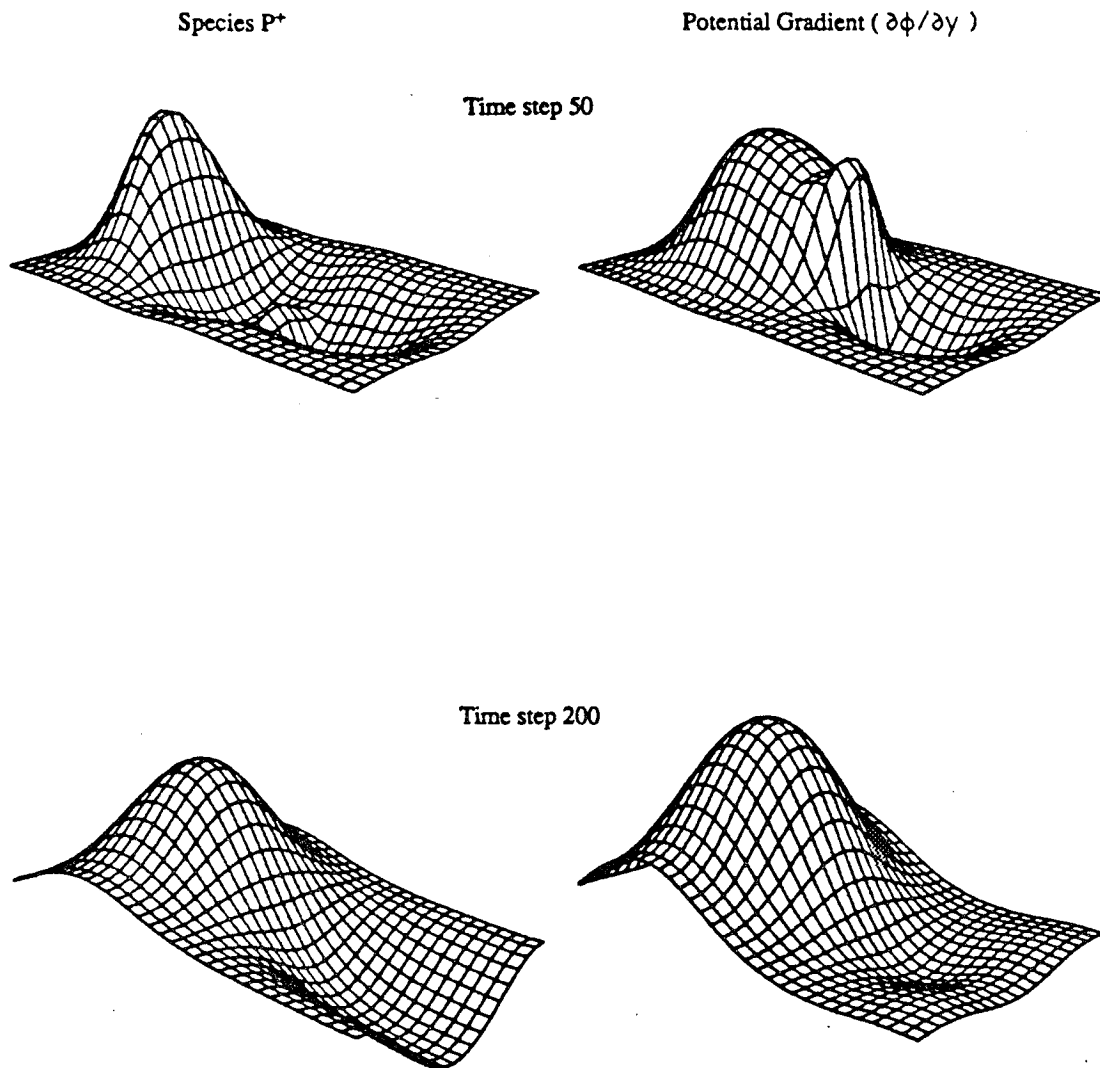 Species P⁺
Potential Gradient ( ∂ϕ/∂y )
Time step 50
Time step 200